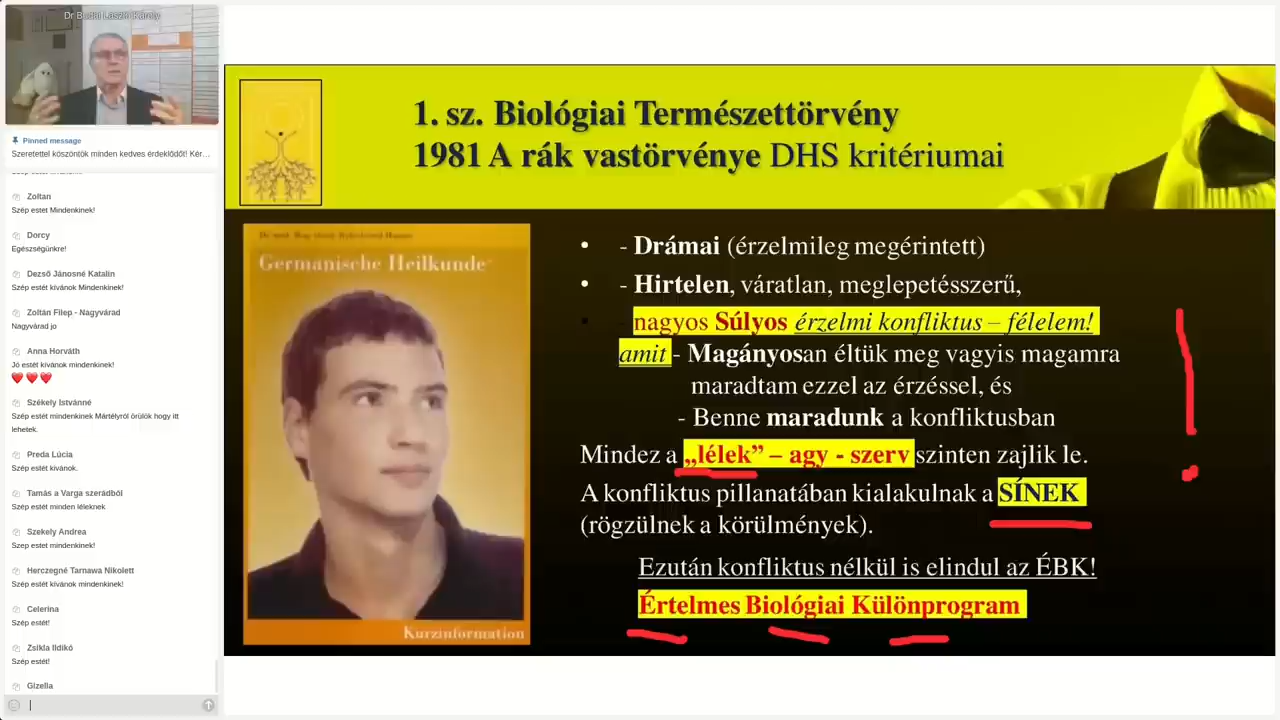 Pinned message
Szeretettel köszöntök minden kedves érdeklődőt! Kér…
Zoltan
Szép estét Mindenkinek!
Dorcy
Egészségünkre!
Dezső Jánosné Katalin
Szép estét kívánok Mindenkinek!
Zoltán Filep - Nagyvárad
Nagyvárad jo
Anna Horváth
Jó estét kívánok mindenkinek!
Székely Istvánné
Szép estét mindenkinek Mártélyról örülök hogy itt
lehetek.
Preda Lúcia
Szép estét kívánok.
Tamás a Varga szerádból
Szép estét minden léleknek
Szekely Andrea
Szep estet mindenkinek!
Herczegné Tarnawa Nikolett
Szép estét kívánok mindenkinek!
Celerina
Szép estét!
Zsikla Ildikó
Szép estét!
Gizella
1. sz. Biológiai Természettörvény
1981 A rák vastörvénye DHS kritériumai
Germanische Heilkunde
Kurzinformation
• - Drámai (érzelmileg megérintett)
• - Hirtelen, váratlan, meglepetésszerű,
• - nagyos Súlyos érzelmi konfliktus – félelem!
amit - Magányosan éltük meg vagyis magamra
maradtam ezzel az érzéssel, és
- Benne maradunk a konfliktusban
Mindez a „lélek” – agy - szerv szinten zajlik le.
A konfliktus pillanatában kialakulnak a SÍNEK
(rögzülnek a körülmények).
Ezután konfliktus nélkül is elindul az ÉBK!
Értelmes Biológiai Különprogram